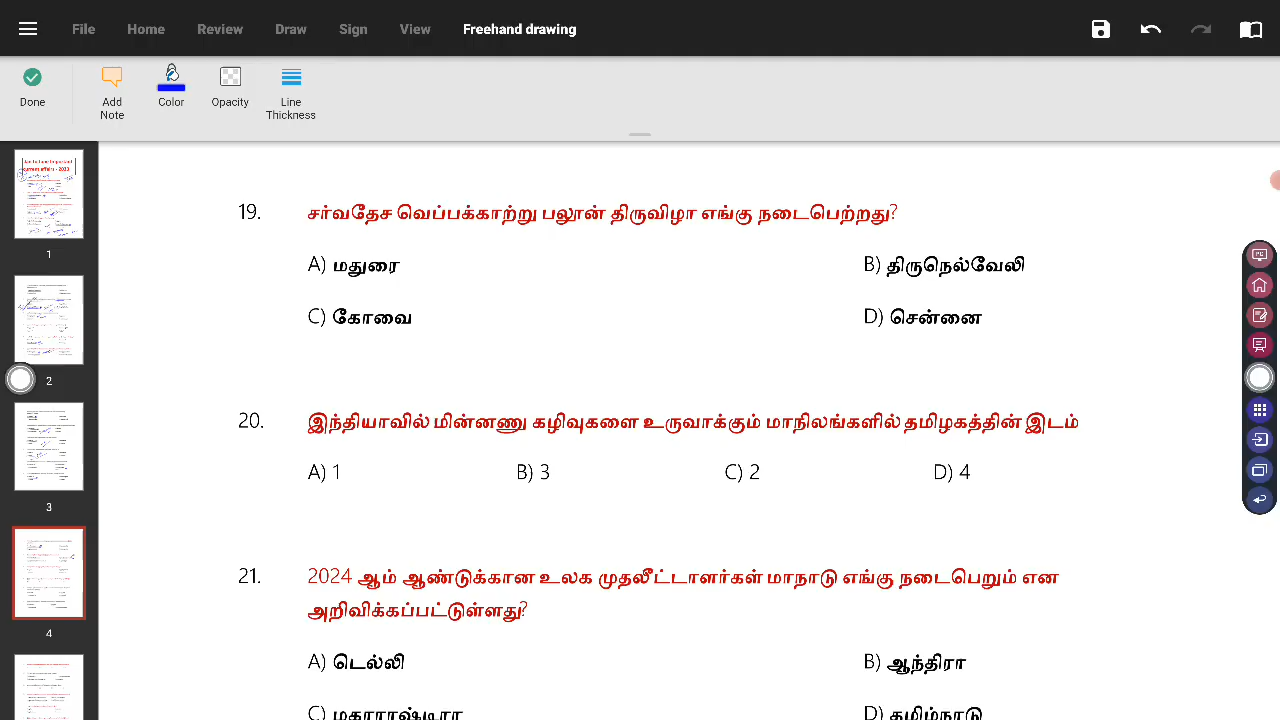 File Home Review Draw Sign View Freehand drawing
Done
Add Note
Color
Opacity
Line Thickness
19. சர்வதேச வெப்பக்காற்று பலூன் திருவிழா எங்கு நடைபெற்றது?
A) மதுரை B) திருநெல்வேலி
C) கோவை D) சென்னை
20. இந்தியாவில் மின்னணு கழிவுகளை உருவாக்கும் மாநிலங்களில் தமிழகத்தின் இடம்
A) 1 B) 3 C) 2 D) 4
21. 2024 ஆம் ஆண்டுக்கான உலக முதலீட்டாளர்கள் மாநாடு எங்கு நடைபெறும் என
அறிவிக்கப்பட்டுள்ளது?
A) டெல்லி B) ஆந்திரா
C) மகாராஷ்டிரா D) தமிழ்நாடு
1
2
3
4